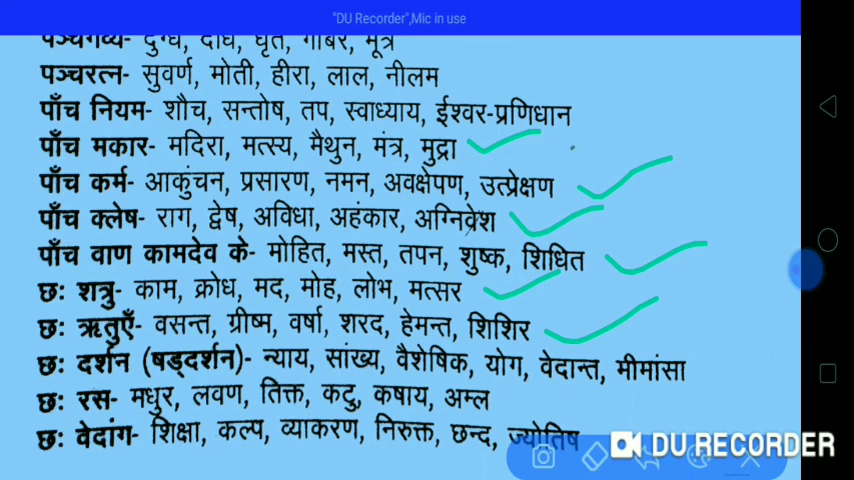 "DU Recorder",Mic in use
पञ्चगव्य- दुग्ध, दधि, घृत, गोबर, मूत्र
पञ्चरत्न- सुवर्ण, मोती, हीरा, लाल, नीलम
पाँच नियम- शौच, सन्तोष, तप, स्वाध्याय, ईश्वर-प्रणिधान
पाँच मकार- मदिरा, मत्स्य, मैथुन, मंत्र, मुद्रा
पाँच कर्म- आकुंचन, प्रसारण, नमन, अवक्षेपण, उत्प्रेक्षण
पाँच क्लेष- राग, द्वेष, अविधा, अहंकार, अग्निवेश
पाँच वाण कामदेव के- मोहित, मस्त, तपन, शुष्क, शिधित
छः शत्रु- काम, क्रोध, मद, मोह, लोभ, मत्सर
छः ऋतुएँ- वसन्त, ग्रीष्म, वर्षा, शरद, हेमन्त, शिशिर
छः दर्शन (षड्दर्शन)- न्याय, सांख्य, वैशेषिक, योग, वेदान्त, मीमांसा
छः रस- मधुर, लवण, तिक्त, कटु, कषाय, अम्ल
छः वेदांग- शिक्षा, कल्प, व्याकरण, निरुक्त, छन्द, ज्योतिष
DU RECORDER